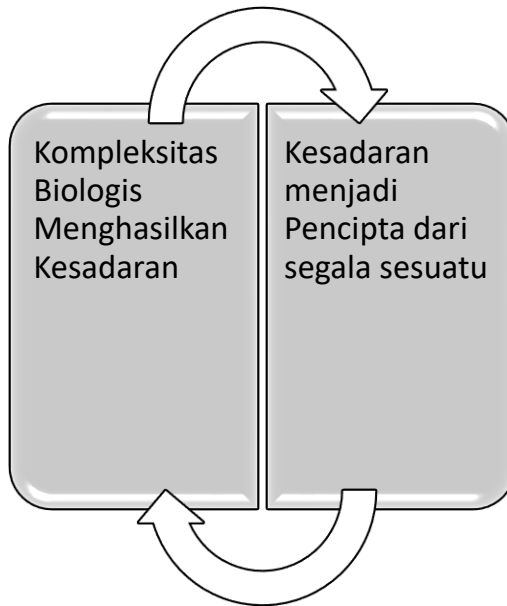 Kompleksitas
Biologis
Menghasilkan
Kesadaran
Kesadaran
menjadi
Pencipta dari
segala sesuatu